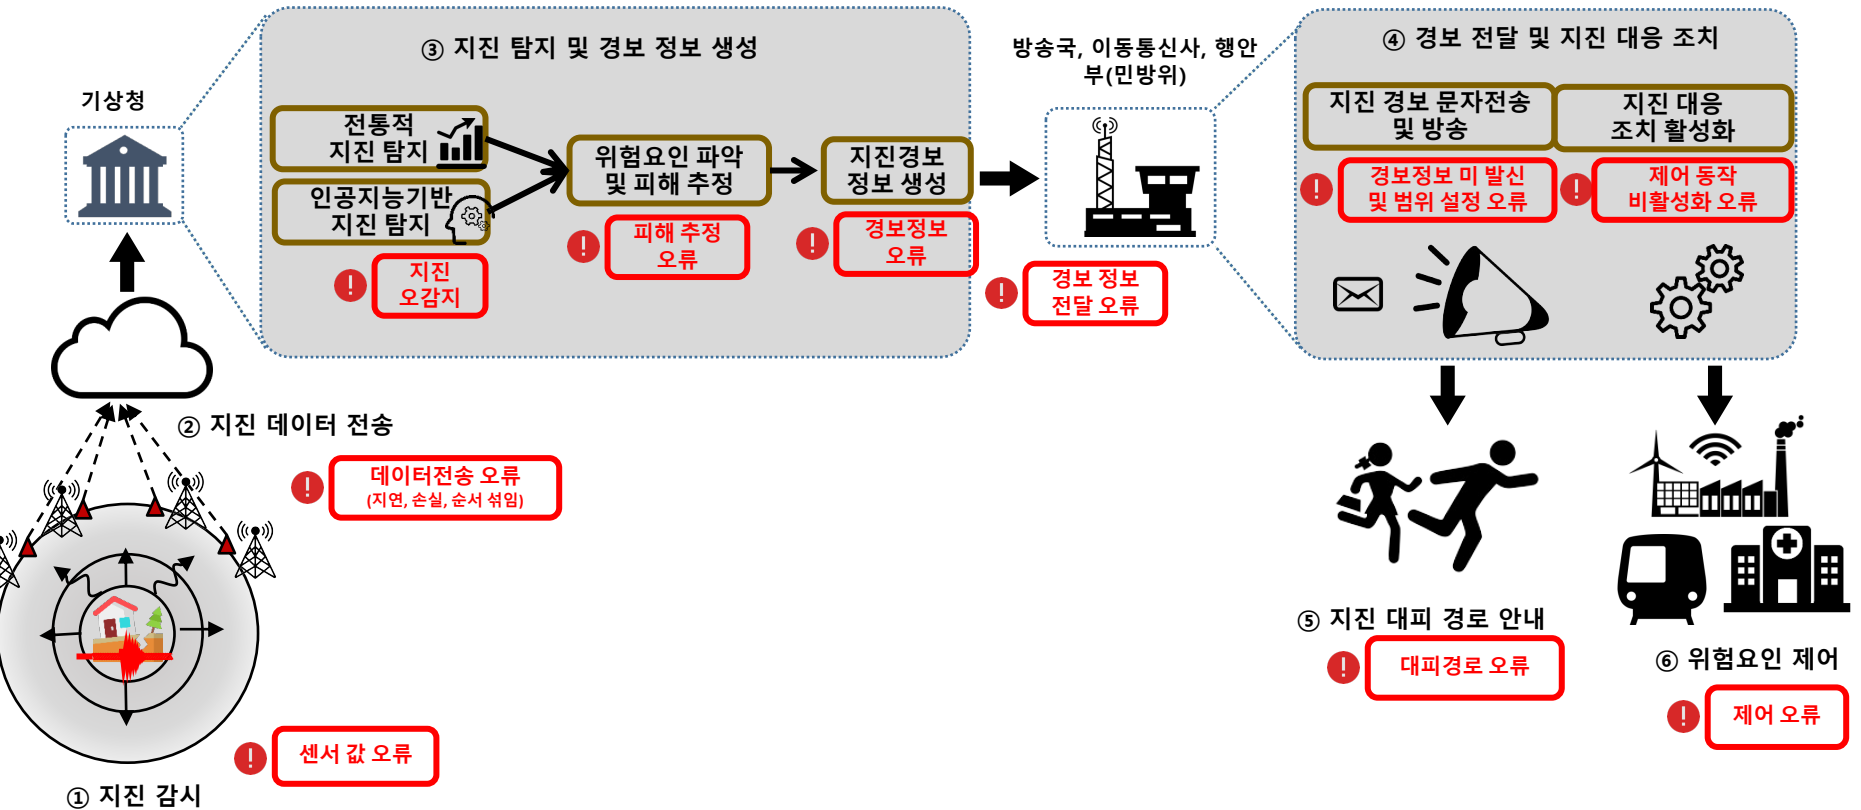 ③ 지진 탐지 및 경보 정보 생성
기상청
전통적
지진 탐지
인공지능기반
지진 탐지
지진
오감지
위험요인 파악
및 피해 추정
피해 추정
오류
지진경보
정보 생성
경보정보
오류
방송국, 이동통신사, 행안
부(민방위)
경보 정보
전달 오류
④ 경보 전달 및 지진 대응 조치
지진 경보 문자전송
및 방송
지진 대응
조치 활성화
경보정보 미 발신
및 범위 설정 오류
제어 동작
비활성화 오류
② 지진 데이터 전송
데이터전송 오류
(지연, 손실, 순서 섞임)
센서 값 오류
① 지진 감시
⑤ 지진 대피 경로 안내
대피경로 오류
⑥ 위험요인 제어
제어 오류